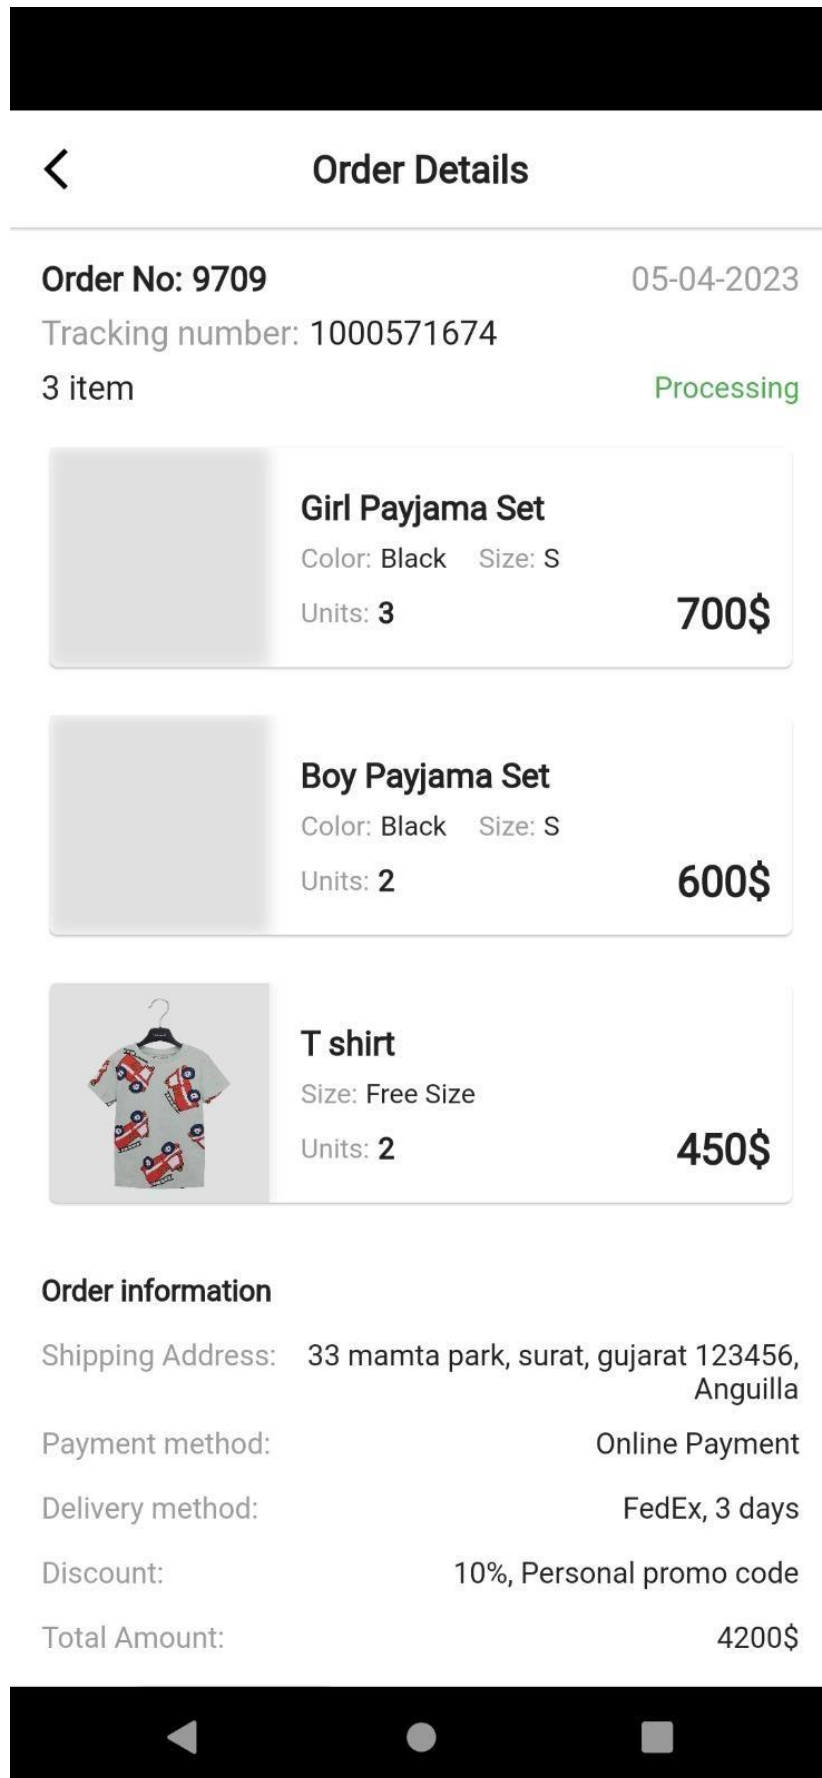 Order Details
Order No: 9709 05-04-2023
Tracking number: 1000571674
3 item Processing
Girl Payjama Set
Color: Black Size: S
Units: 3 700$
Boy Payjama Set
Color: Black Size: S
Units: 2 600$
T shirt
Size: Free Size
Units: 2 450$
Order information
Shipping Address: 33 mamta park, surat, gujarat 123456,
Anguilla
Payment method: Online Payment
Delivery method: FedEx, 3 days
Discount: 10%, Personal promo code
Total Amount: 4200$